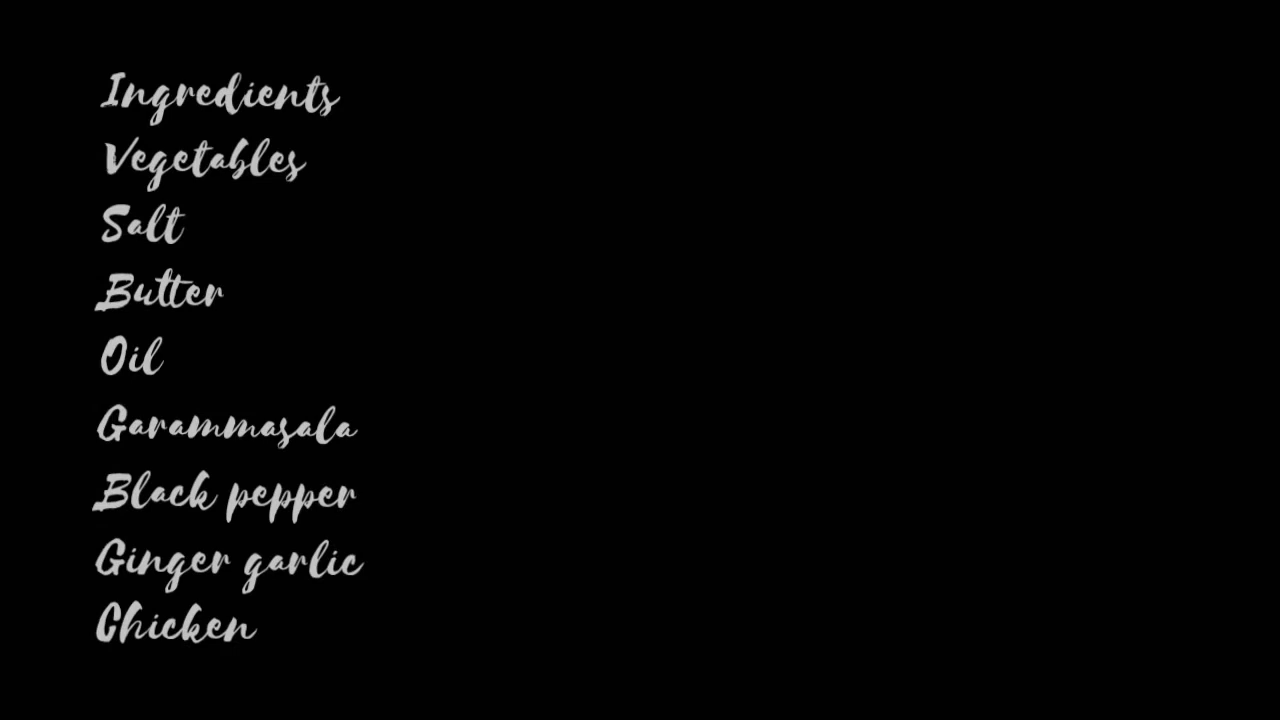 Ingredients
Vegetables
Salt
Butter
Oil
Garammasala
Black pepper
Ginger garlic
Chicken